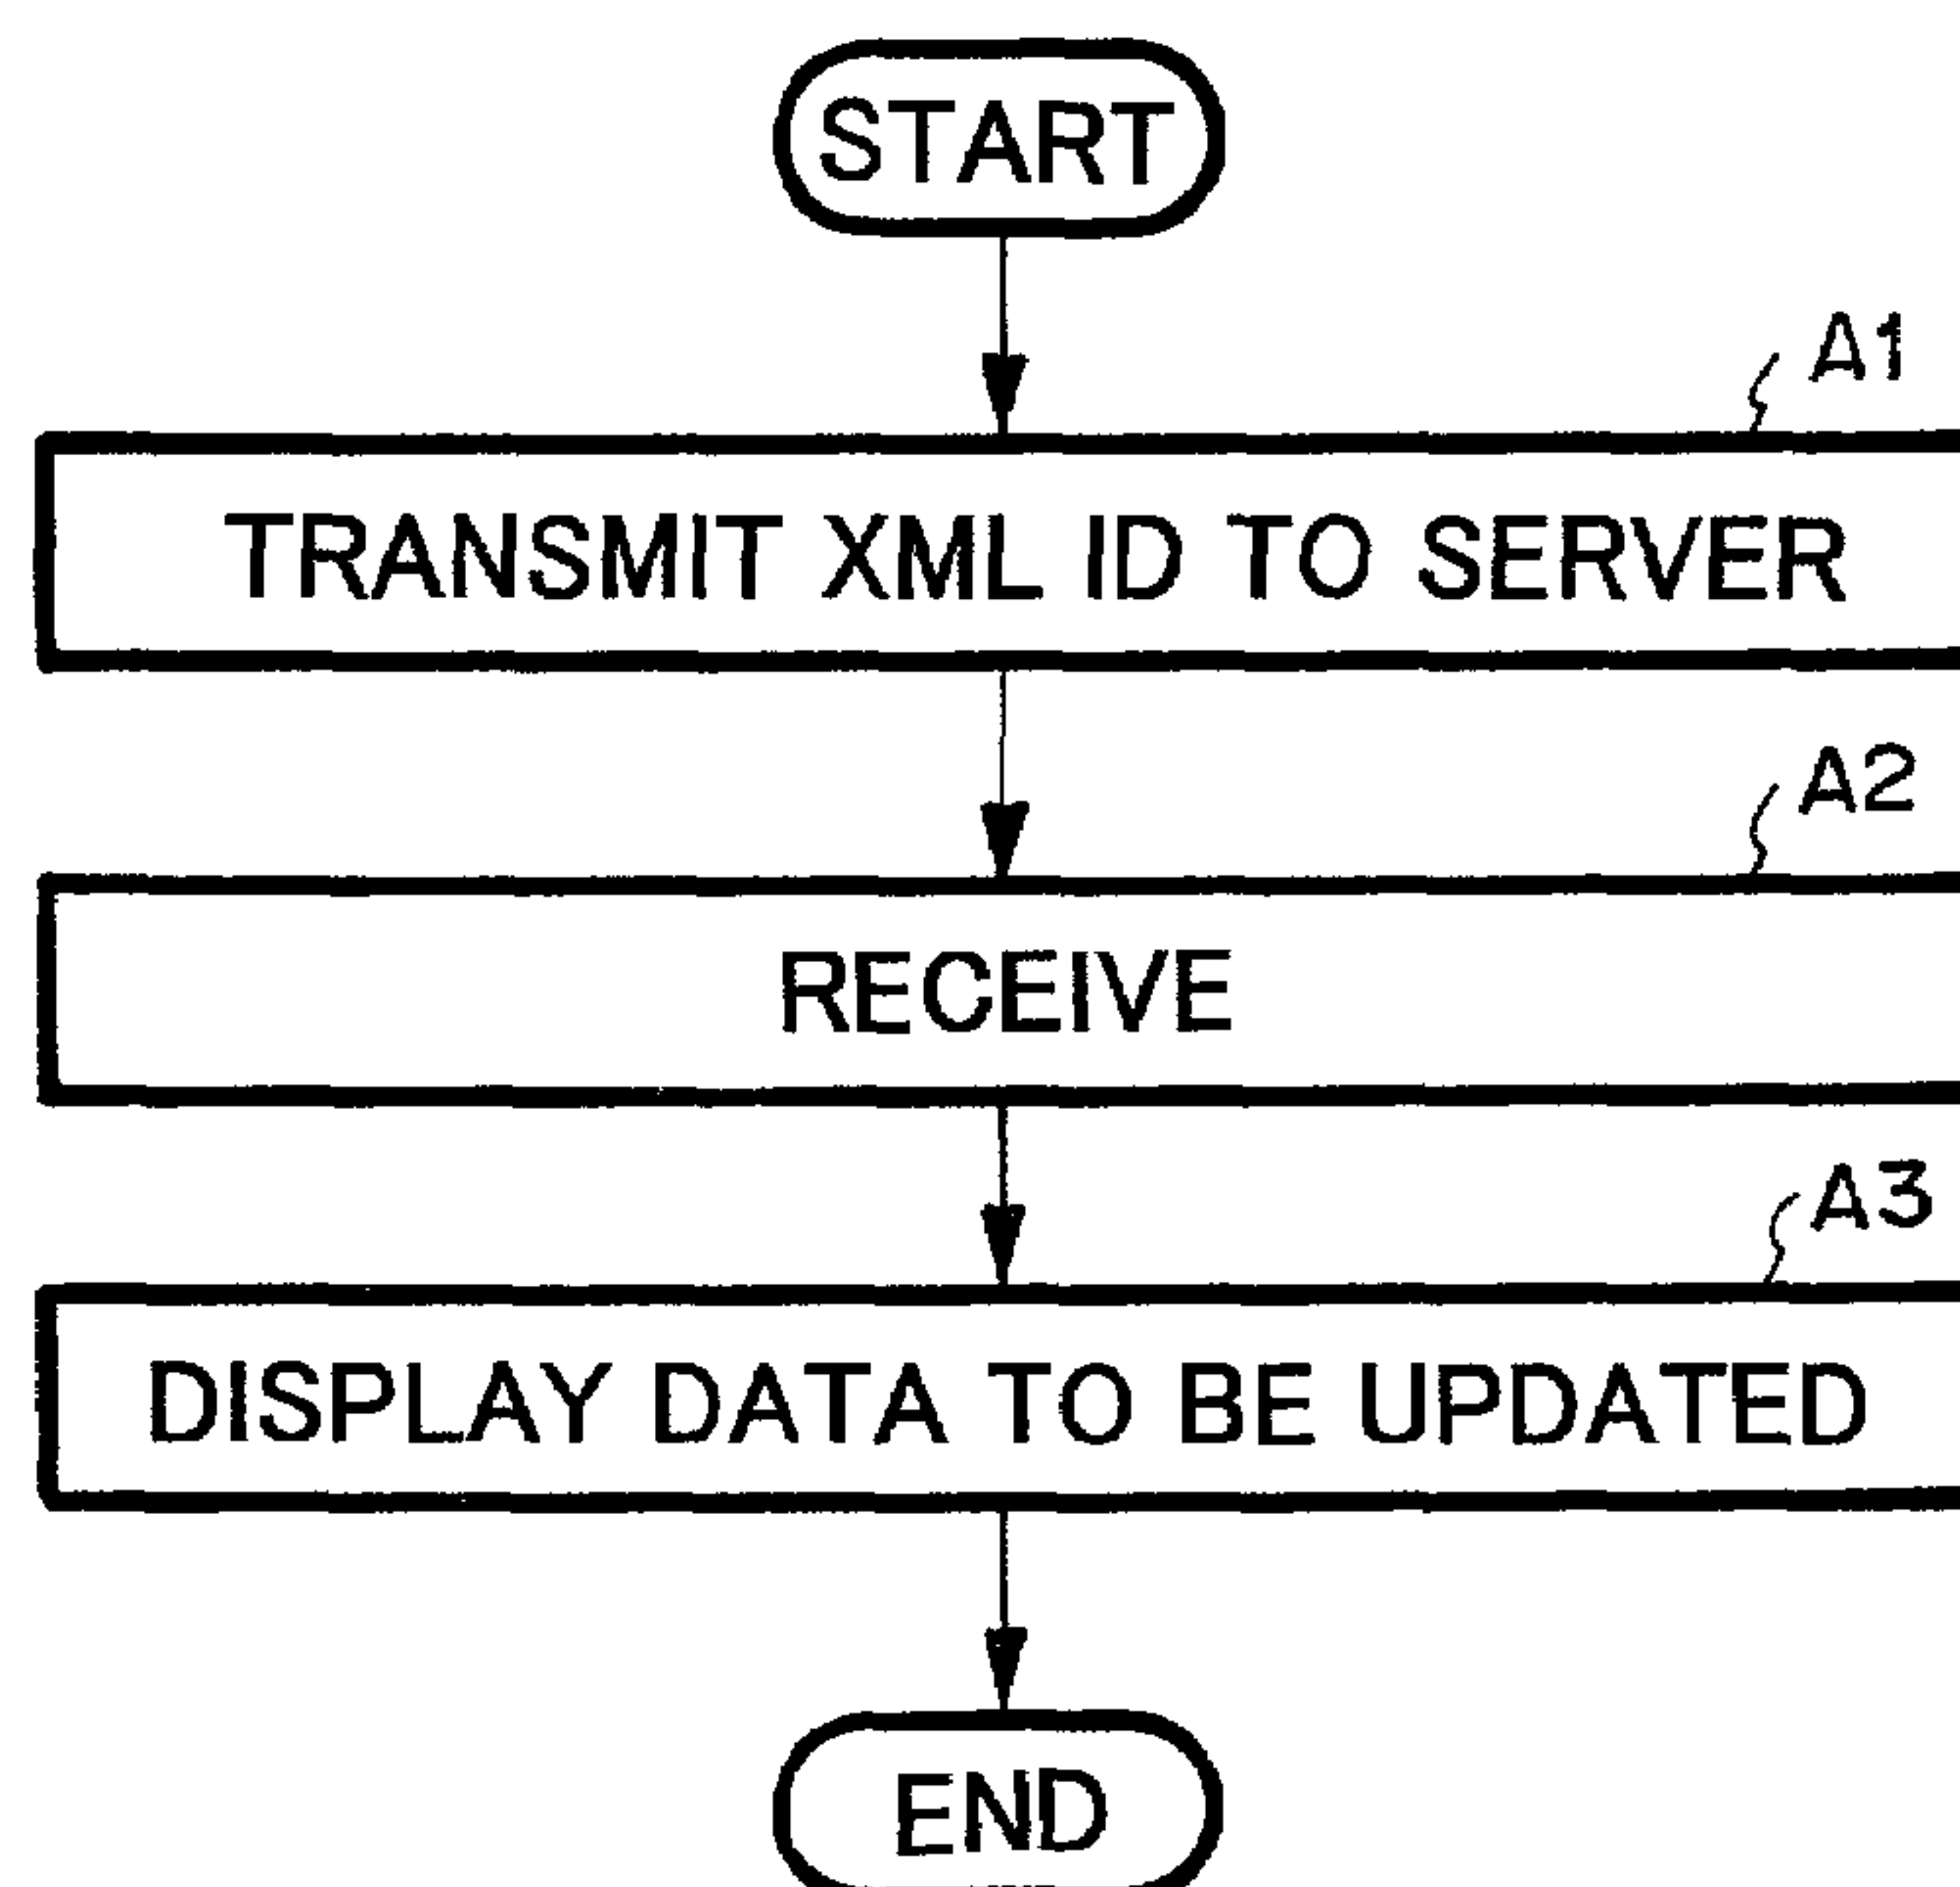 START
A1
TRANSMIT XML ID TO SERVER
A2
RECEIVE
A3
DISPLAY DATA TO BE UPDATED
END